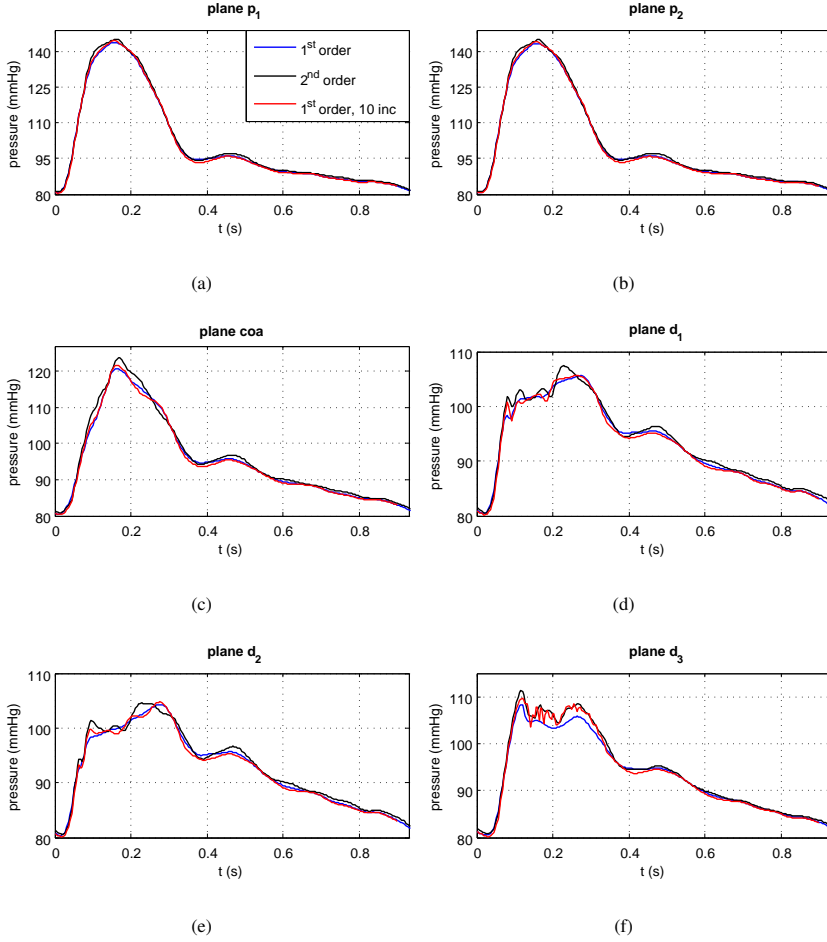 plane p1
140
125
110
95
80
pressure (mmHg)
0 0.2 0.4 0.6 0.8
t (s)
1st order
2nd order
1st order, 10 inc
(a)
plane p2
140
125
110
95
80
pressure (mmHg)
0 0.2 0.4 0.6 0.8
t (s)
(b)
plane coa
120
110
100
90
80
pressure (mmHg)
0 0.2 0.4 0.6 0.8
t (s)
(c)
plane d1
110
100
90
80
pressure (mmHg)
0 0.2 0.4 0.6 0.8
t (s)
(d)
plane d2
110
100
90
80
pressure (mmHg)
0 0.2 0.4 0.6 0.8
t (s)
(e)
plane d3
110
100
90
80
pressure (mmHg)
0 0.2 0.4 0.6 0.8
t (s)
(f)